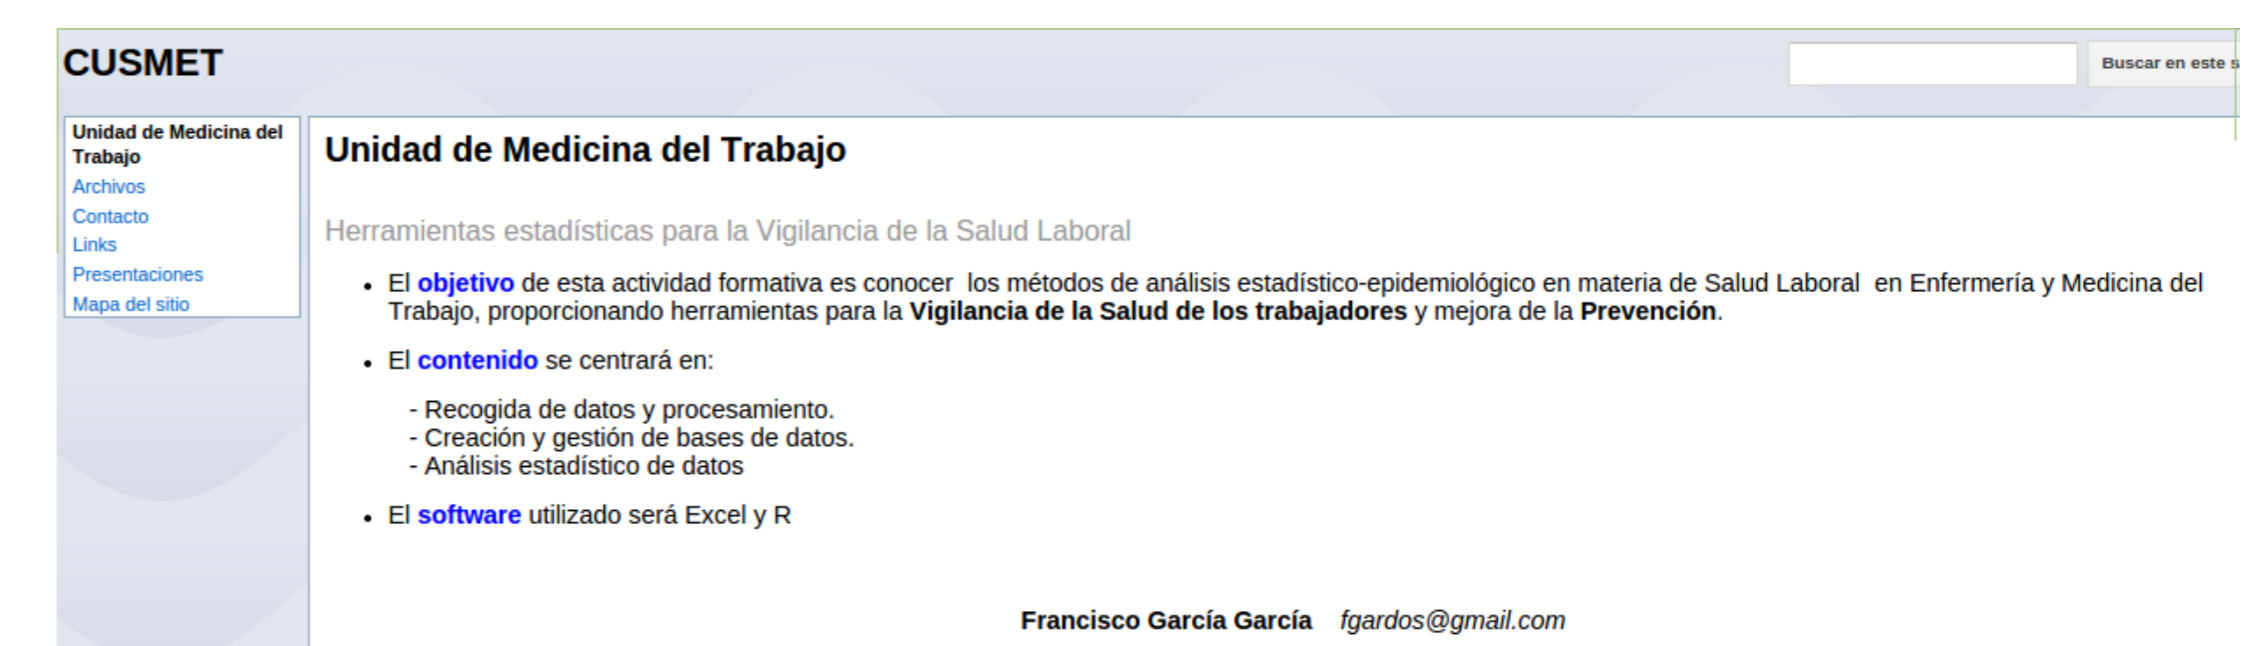 CUSMET
Buscar en este
Unidad de Medicina del
Trabajo
Archivos
Contacto
Links
Presentaciones
Mapa del sitio
Unidad de Medicina del Trabajo
Herramientas estadísticas para la Vigilancia de la Salud Laboral
• El objetivo de esta actividad formativa es conocer los métodos de análisis estadístico-epidemiológico en materia de Salud Laboral en Enfermería y Medicina del
Trabajo, proporcionando herramientas para la Vigilancia de la Salud de los trabajadores y mejora de la Prevención.
• El contenido se centrará en:
- Recogida de datos y procesamiento.
- Creación y gestión de bases de datos.
- Análisis estadístico de datos
• El software utilizado será Excel y R
Francisco García García fgardos@gmail.com